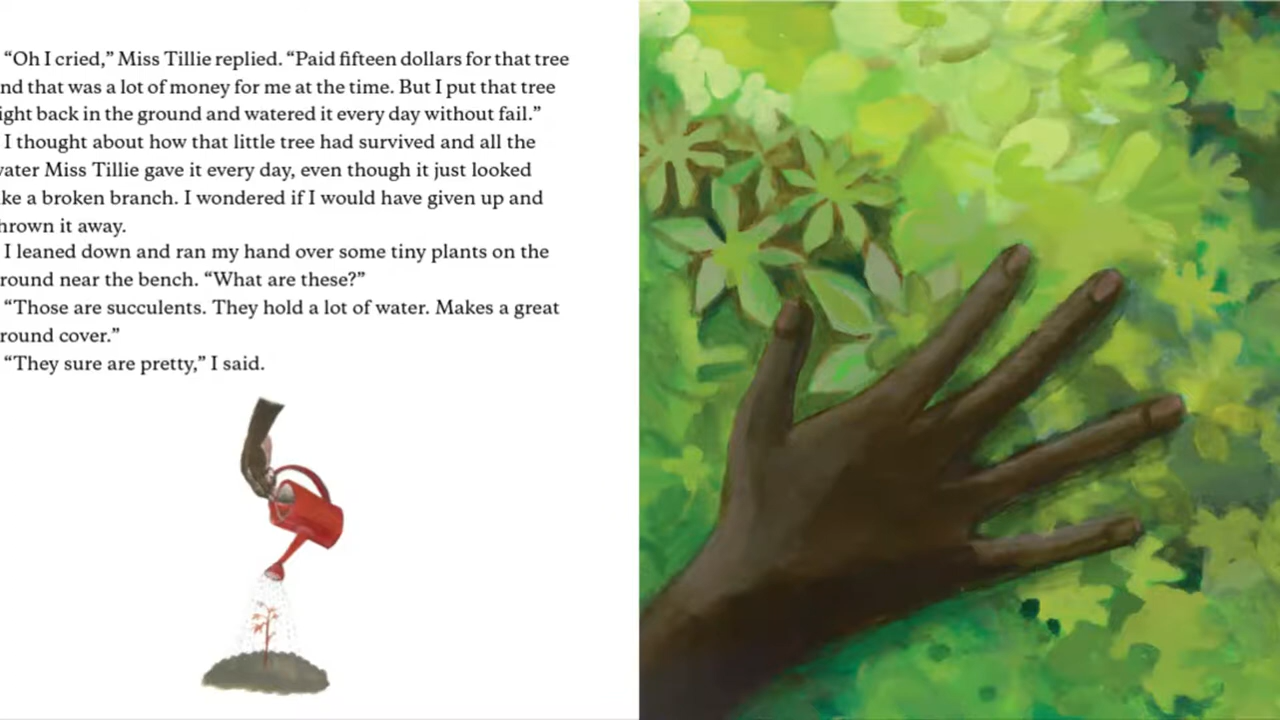 “Oh I cried,” Miss Tillie replied. “Paid fifteen dollars for that tree
nd that was a lot of money for me at the time. But I put that tree
ight back in the ground and watered it every day without fail.”
I thought about how that little tree had survived and all the
vater Miss Tillie gave it every day, even though it just looked
ke a broken branch. I wondered if I would have given up and
hrown it away.
I leaned down and ran my hand over some tiny plants on the
round near the bench. “What are these?”
“Those are succulents. They hold a lot of water. Makes a great
round cover.”
“They sure are pretty,” I said.